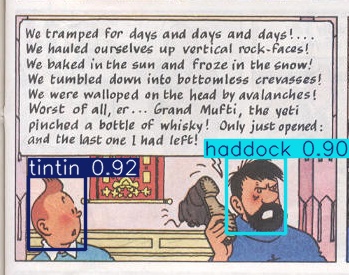 We tramped for days and days and days!...
We hauled ourselves up vertical rock-faces!
We baked in the sun and froze in the snow!
We tumbled down into bottomless crevasses!
We were walloped on the head by avalanches!
Worst of all, er... Grand Mufti, the yeti
pinched a bottle of whisky! Only just opened:
and the last one I had left!
haddock 0.90
tintin 0.92